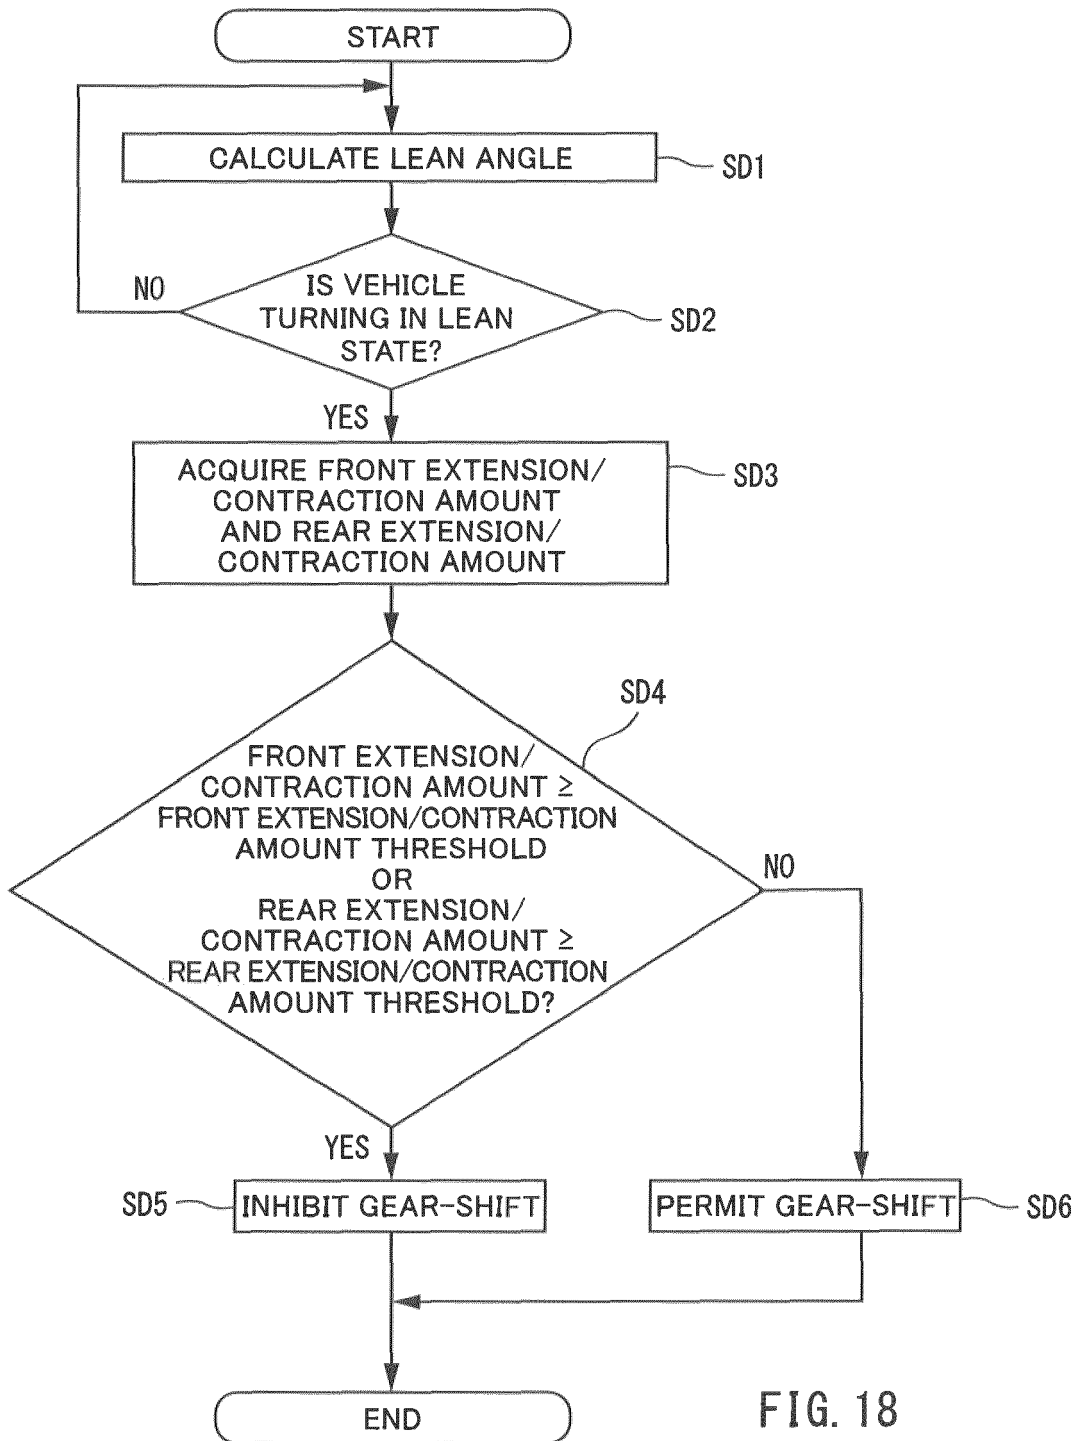 START
CALCULATE LEAN ANGLE
SD1
IS VEHICLE
TURNING IN LEAN
STATE?
SD2
NO
YES
ACQUIRE FRONT EXTENSION/
CONTRACTION AMOUNT
AND REAR EXTENSION/
CONTRACTION AMOUNT
SD3
SD4
FRONT EXTENSION/
CONTRACTION AMOUNT ≥
FRONT EXTENSION/CONTRACTION
AMOUNT THRESHOLD
OR
REAR EXTENSION/
CONTRACTION AMOUNT ≥
REAR EXTENSION/CONTRACTION
AMOUNT THRESHOLD?
NO
YES
SD5
INHIBIT GEAR-SHIFT
PERMIT GEAR-SHIFT
SD6
END
FIG. 18